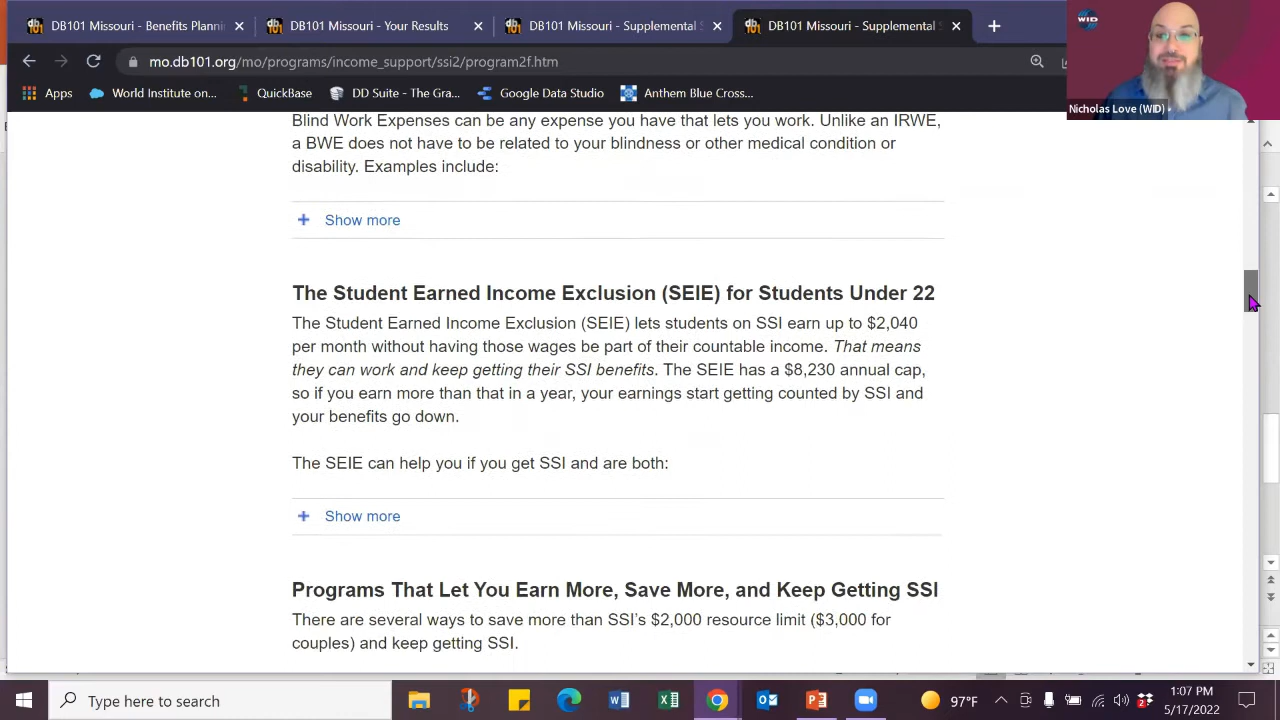 DB101 Missouri - Benefits Plannin
DB101 Missouri - Your Results
DB101 Missouri - Supplemental S
DB101 Missouri - Supplemental S
WID
mo.db101.org/mo/programs/income_support/ssi2/program2f.htm
Apps
World Institute on...
QuickBase
DD Suite - The Gra...
Google Data Studio
Anthem Blue Cross...
Nicholas Love (WID)
Blind Work Expenses can be any expense you have that lets you work. Unlike an IRWE,
a BWE does not have to be related to your blindness or other medical condition or
disability. Examples include:
+ Show more
The Student Earned Income Exclusion (SEIE) for Students Under 22
The Student Earned Income Exclusion (SEIE) lets students on SSI earn up to $2,040
per month without having those wages be part of their countable income. That means
they can work and keep getting their SSI benefits. The SEIE has a $8,230 annual cap,
so if you earn more than that in a year, your earnings start getting counted by SSI and
your benefits go down.
The SEIE can help you if you get SSI and are both:
+ Show more
Programs That Let You Earn More, Save More, and Keep Getting SSI
There are several ways to save more than SSI's $2,000 resource limit ($3,000 for
couples) and keep getting SSI.
Type here to search
97°F
1:07 PM
5/17/2022